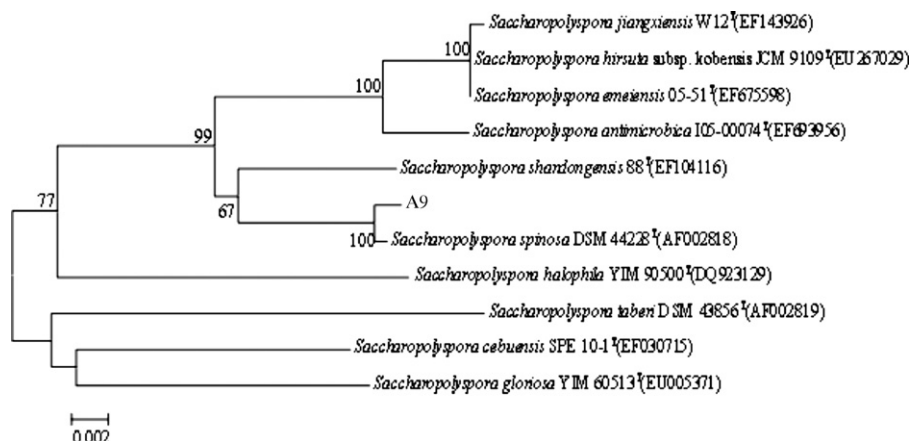 Saccharopolyspora jiangxiensis W12ᵀ(EF143926)
100
Saccharopolyspora hirsuta subsp. kobensis JCM 9109ᵀ(EU267029)
100
Saccharopolyspora emeiensis 05-51ᵀ(EF675598)
99
Saccharopolyspora antimicrobica I05-00074ᵀ(EF693956)
Saccharopolyspora shandongensis 88ᵀ(EF104116)
77
67
A9
100
Saccharopolyspora spinosa DSM 44228ᵀ(AF002818)
Saccharopolyspora halophila YIM 90500ᵀ(DQ923129)
Saccharopolyspora taberi DSM 43856ᵀ(AF002819)
Saccharopolyspora cebuensis SPE 10-1ᵀ(EF030715)
Saccharopolyspora gloriosa YIM 60513ᵀ(EU005371)
0.002